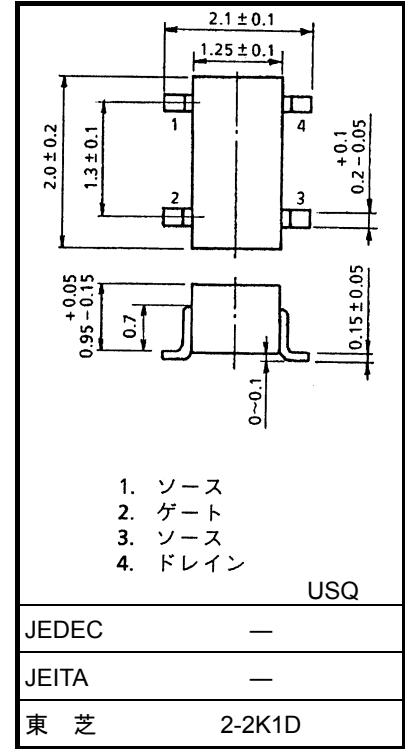 2.1±0.1
1.25±0.1
1
4
2.0±0.2
1.3±0.1
+0.1
0.2-0.05
2
3
+0.05
0.95-0.15
0.7
0.15±0.05
0~0.1
1. ソース
2. ゲート
3. ソース
4. ドレイン
USQ
JEDEC —
JEITA —
東 芝 2-2K1D